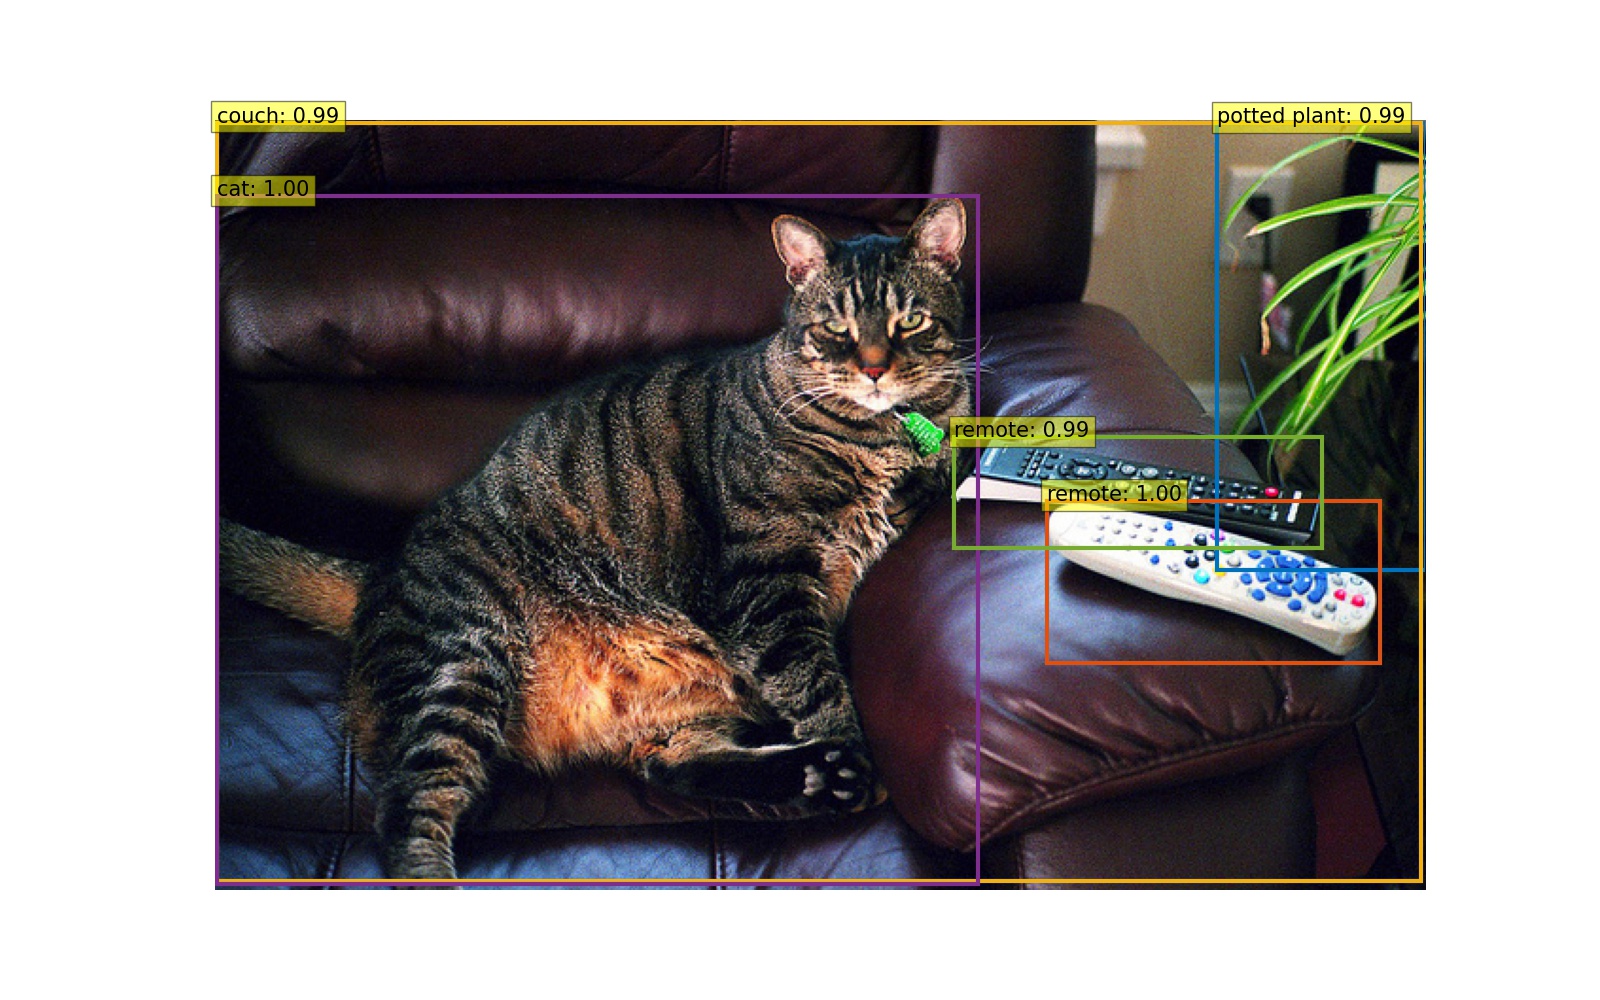 couch: 0.99
potted plant: 0.99
cat: 1.00
remote: 0.99
remote: 1.00